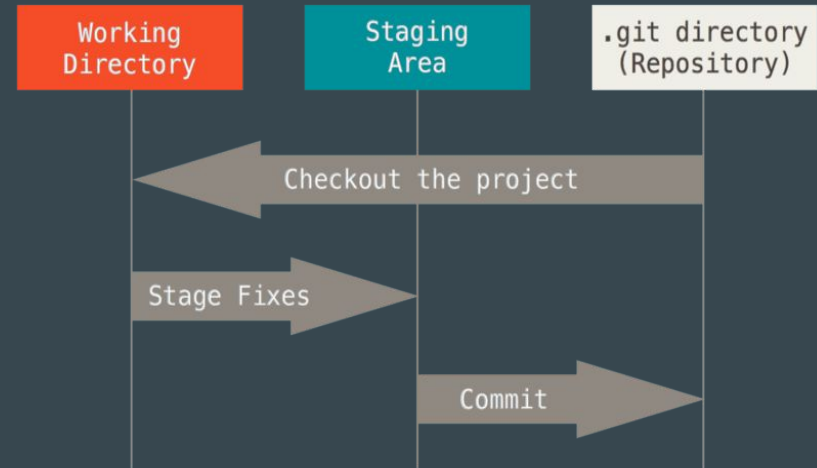 Working
Directory
Staging
Area
.git directory
(Repository)
Checkout the project
Stage Fixes
Commit